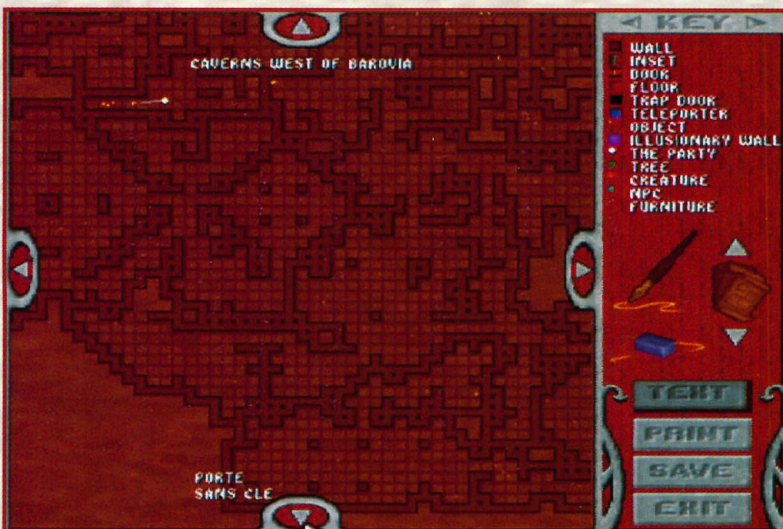 CAVERNS WEST OF BAROVIA
PORTE
SANS CLE
KEY
WALL
INSET
DOOR
FLOOR
TRAP DOOR
TELEPORTER
OBJECT
ILLUSIONARY WALL
THE PARTY
TREE
CREATURE
NPC
FURNITURE
TEXT
PRINT
SAVE
EXIT